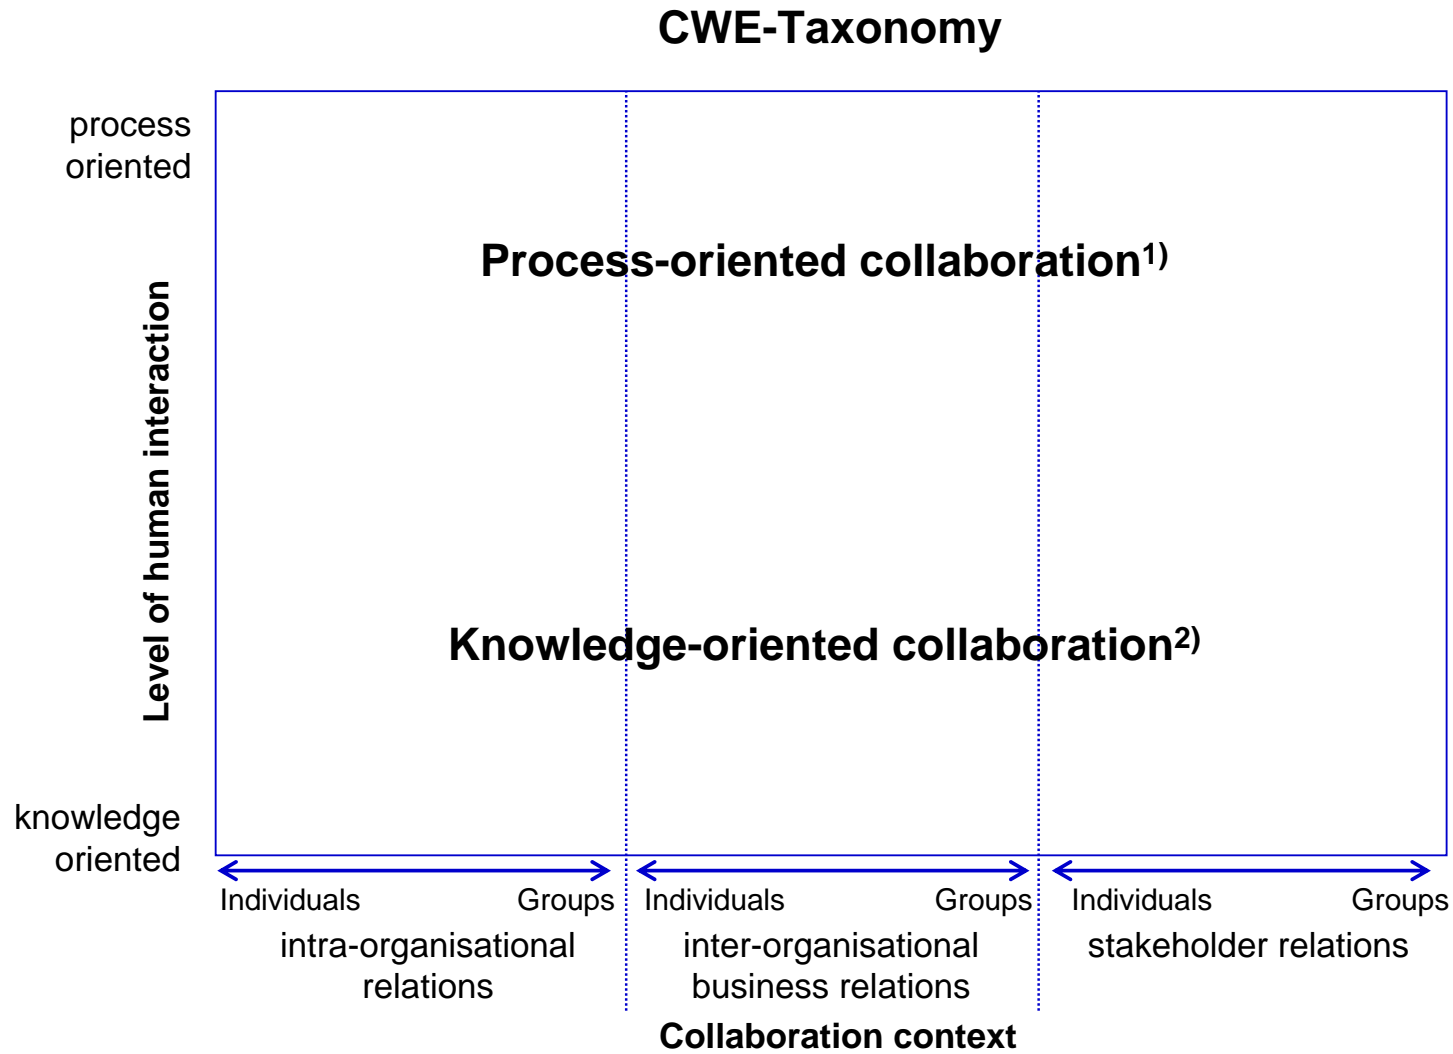 CWE-Taxonomy
process
oriented
Process-oriented collaboration1)
Level of human interaction
Knowledge-oriented collaboration2)
knowledge
oriented
Individuals Groups Individuals Groups Individuals Groups
intra-organisational inter-organisational stakeholder relations
relations business relations
Collaboration context